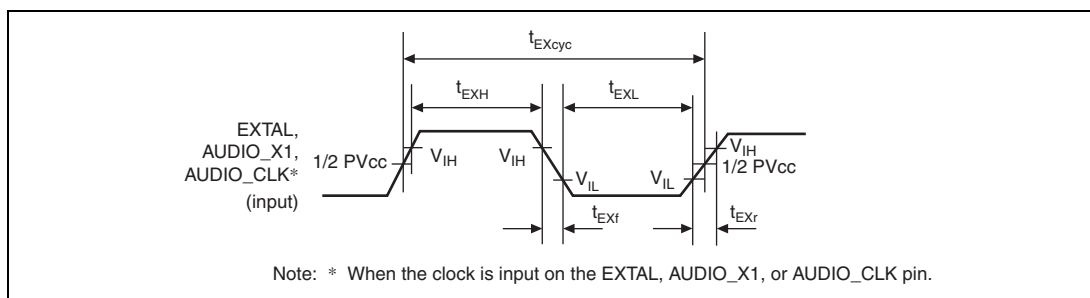 tEXcyc
tEXH
tEXL
EXTAL,
AUDIO_X1,
AUDIO_CLK*
(input)
1/2 PVcc
VIH
VIH
VIL
VIL
VIH
1/2 PVcc
tEXf
tEXr
Note: * When the clock is input on the EXTAL, AUDIO_X1, or AUDIO_CLK pin.